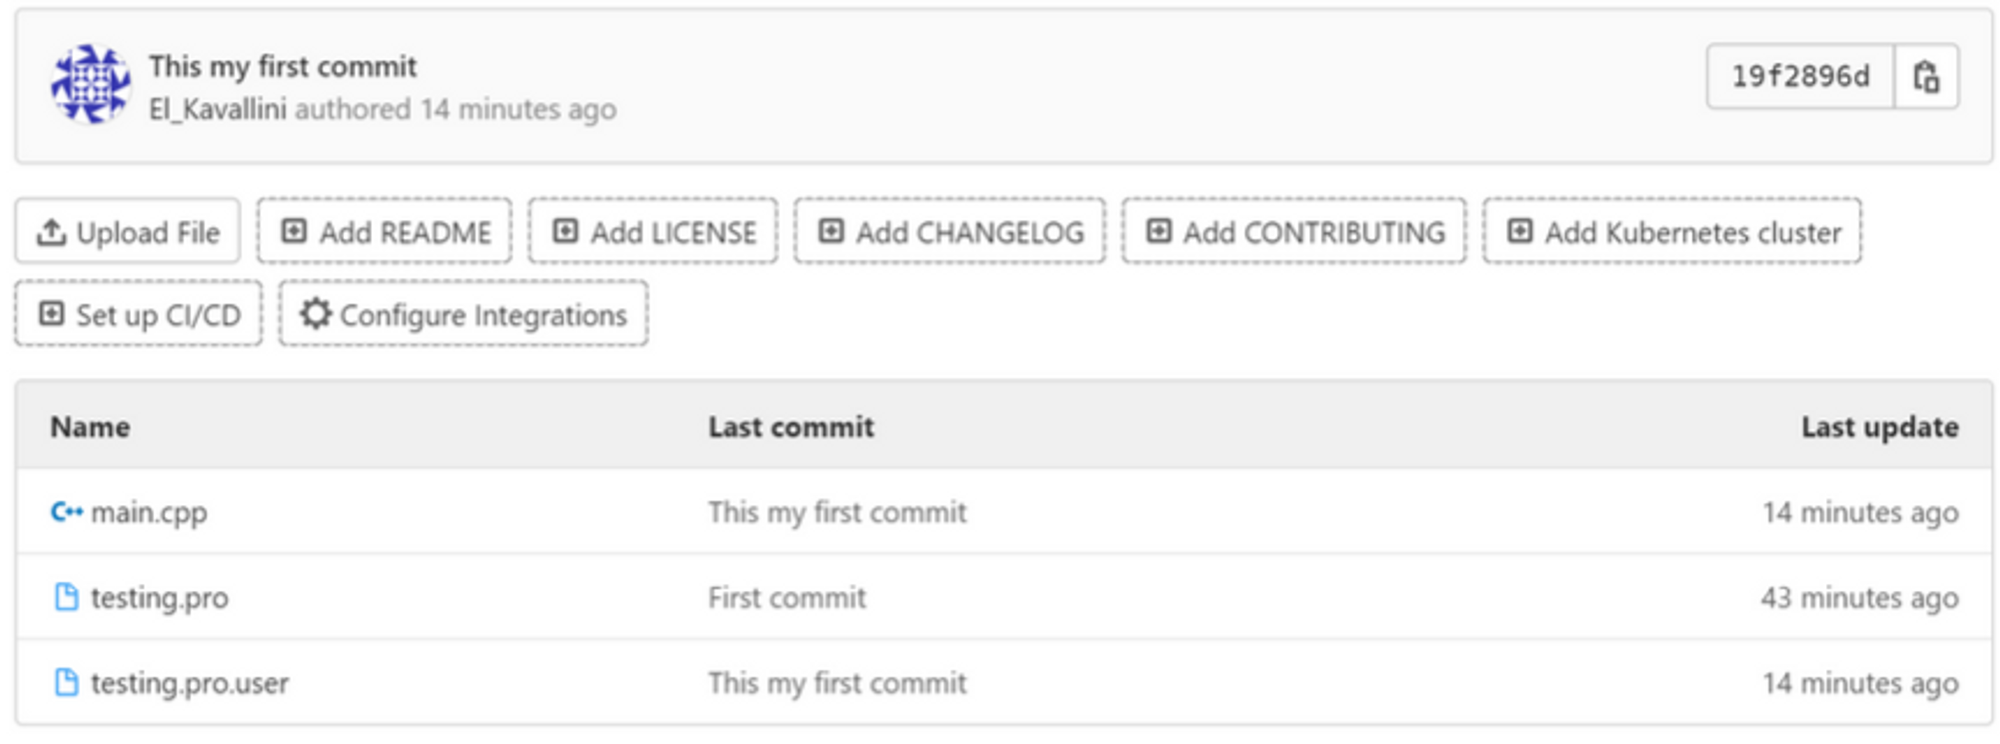 This my first commit
El_Kavallini authored 14 minutes ago
19f2896d
Upload File
Add README
Add LICENSE
Add CHANGELOG
Add CONTRIBUTING
Add Kubernetes cluster
Set up CI/CD
Configure Integrations
Name Last commit Last update
C++ main.cpp This my first commit 14 minutes ago
testing.pro First commit 43 minutes ago
testing.pro.user This my first commit 14 minutes ago